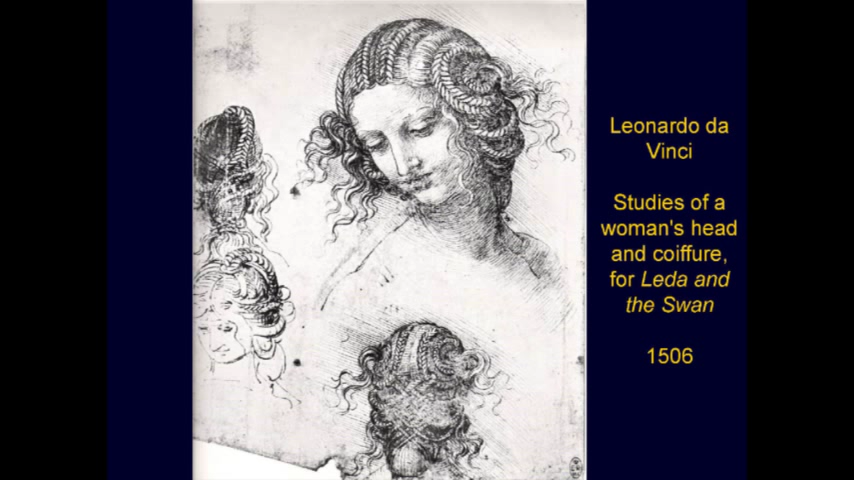 Leonardo da
Vinci
Studies of a
woman's head
and coiffure,
for Leda and
the Swan
1506